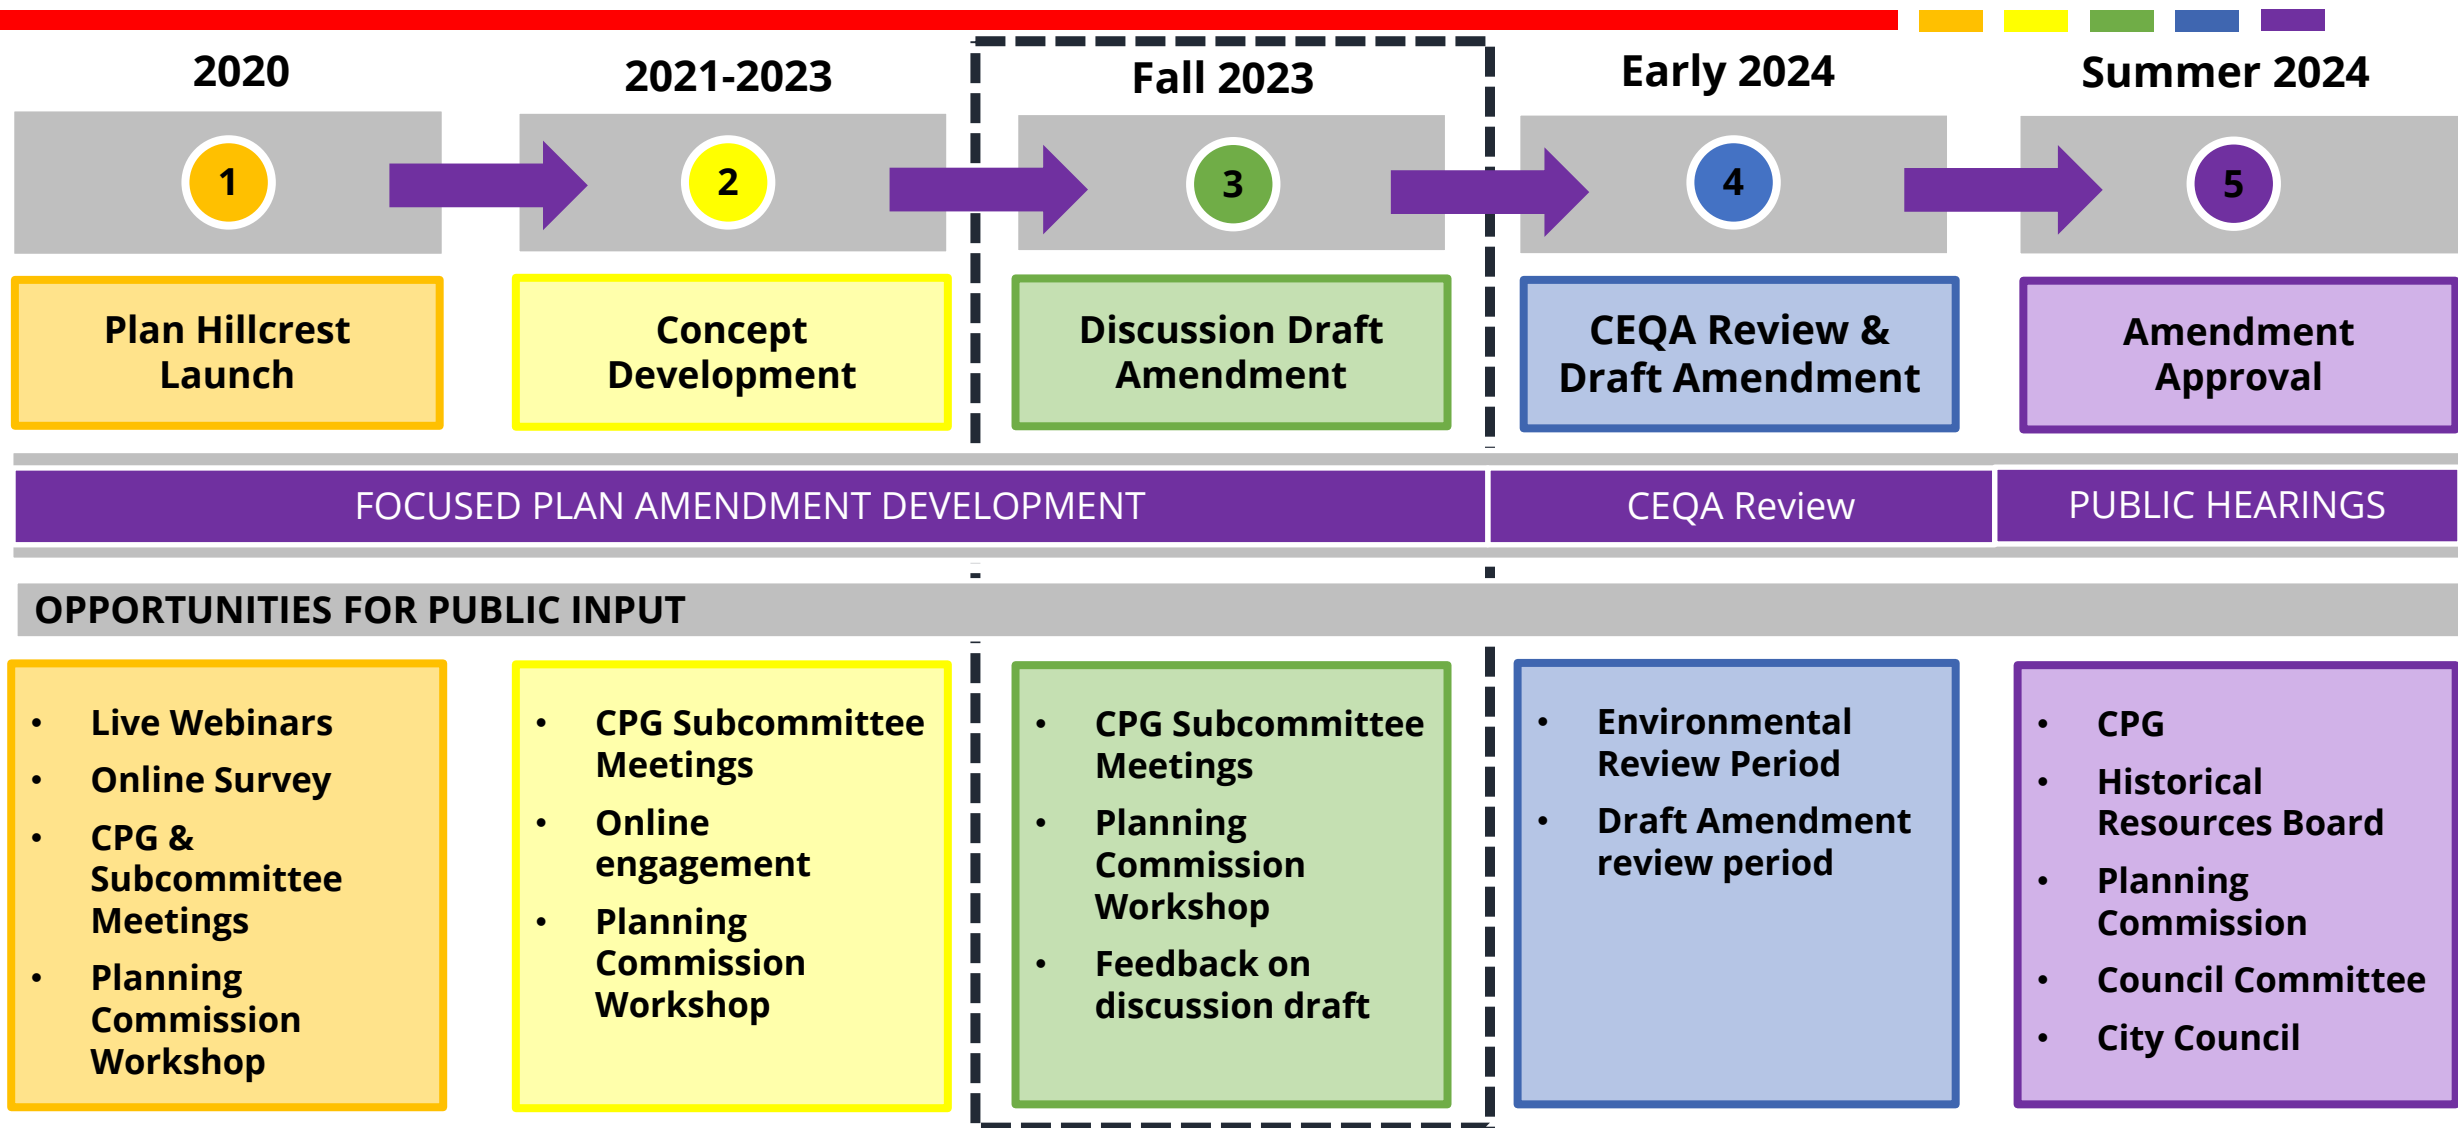 2020
2021-2023
Fall 2023
Early 2024
Summer 2024
1
2
3
4
5
Plan Hillcrest
Launch
Concept
Development
Discussion Draft
Amendment
CEQA Review &
Draft Amendment
Amendment
Approval
FOCUSED PLAN AMENDMENT DEVELOPMENT
CEQA Review
PUBLIC HEARINGS
OPPORTUNITIES FOR PUBLIC INPUT
• Live Webinars
• Online Survey
• CPG &
Subcommittee
Meetings
• Planning
Commission
Workshop
• CPG Subcommittee
Meetings
• Online
engagement
• Planning
Commission
Workshop
• CPG Subcommittee
Meetings
• Planning
Commission
Workshop
• Feedback on
discussion draft
• Environmental
Review Period
• Draft Amendment
review period
• CPG
• Historical
Resources Board
• Planning
Commission
• Council Committee
• City Council